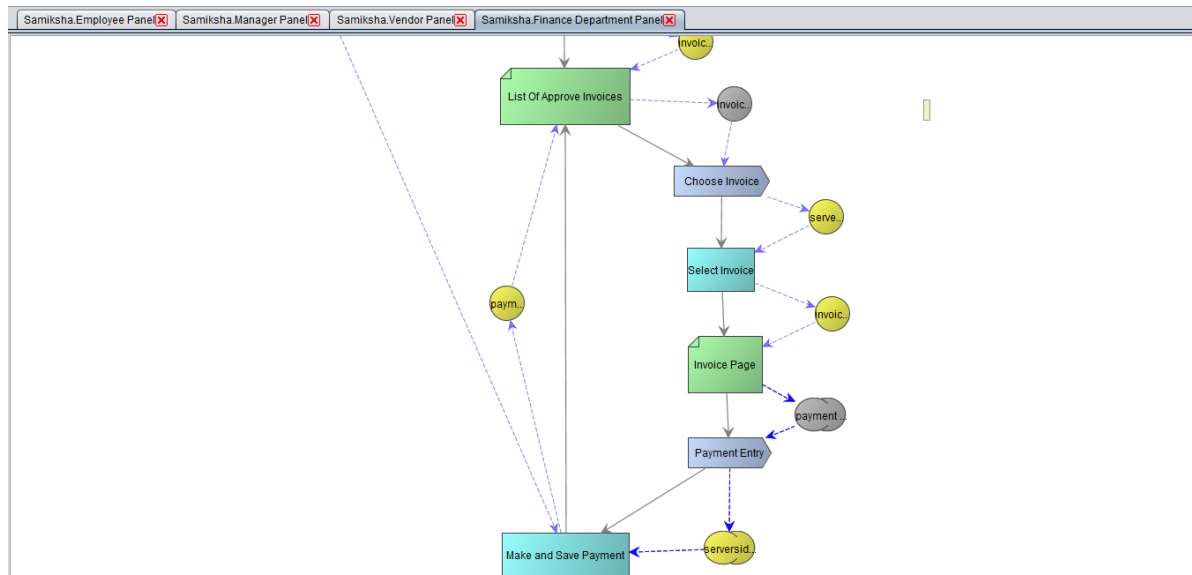 Samiksha.Employee Panel
Samiksha.Manager Panel
Samiksha.Vendor Panel
Samiksha.Finance Department Panel
invoic...
List Of Approve Invoices
invoic...
Choose Invoice
serve...
Select Invoice
paym...
invoic...
Invoice Page
payment ...
Payment Entry
serversid...
Make and Save Payment